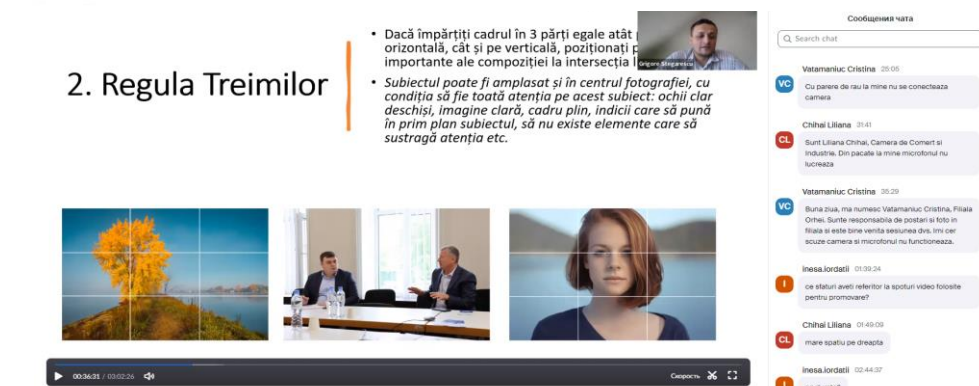 2. Regula Treimilor
• Dacă împărțiți cadrul în 3 părți egale atât
orizontală, cât și pe verticală, poziționați
importante ale compoziției la intersecția
• Subiectul poate fi amplasat și în centrul fotografiei, cu
condiția să fie toată atenția pe acest subiect: ochii clar
deschiși, imagine clară, cadru plin, indicii care să pună
în prim plan subiectul, să nu existe elemente care să
sustragă atenția etc.
00:36:31 / 03:02:26
Скорость
Сообщения чата
Search chat
Vatamaniuc Cristina 25:05
VC
Cu parere de rau la mine nu se conecteaza
camera
Chihai Liliana 31:41
CL
Sunt Liliana Chihai, Camera de Comert si
Industrie. Din pacate la mine microfonul nu
lucreaza
Vatamaniuc Cristina 35:29
VC
Buna ziua, ma numesc Vatamaniuc Cristina, Filiala
Orhei. Sunte responsabila de postari si foto in
filiala si este bine venita sesiunea dvs. Imi cer
scuze camera si microfonul nu functioneaza.
inesa.iordatii 01:39:24
I
ce sfaturi aveti referitor la spoturi video folosite
pentru promovare?
Chihai Liliana 01:49:09
CL
mare spatiu pe dreapta
inesa.iordatii 02:44:37